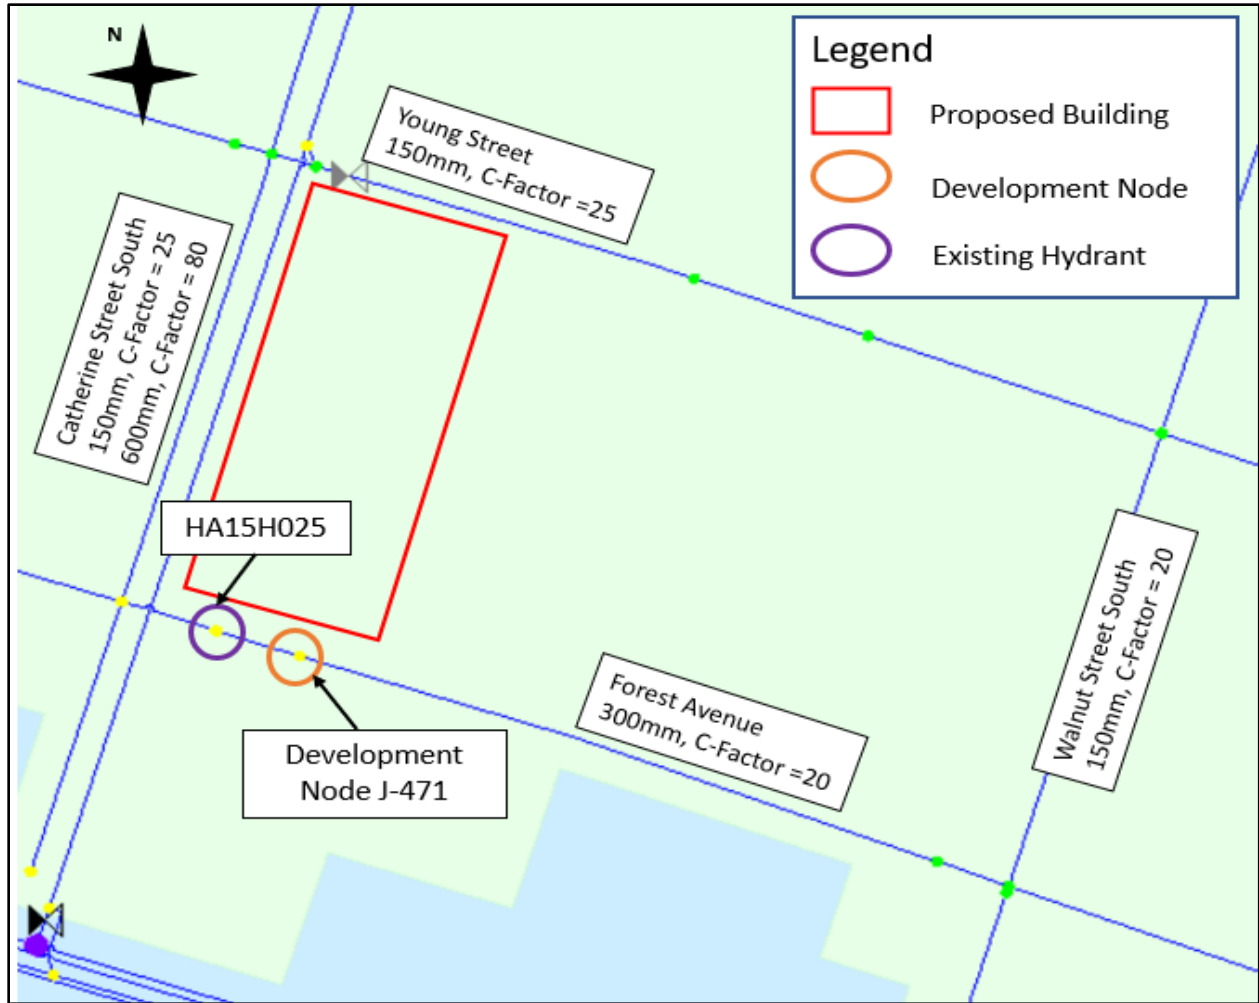 N
Legend
Proposed Building
Development Node
Existing Hydrant
Young Street
150mm, C-Factor =25
Catherine Street South
150mm, C-Factor = 25
600mm, C-Factor = 80
HA15H025
Development
Node J-471
Forest Avenue
300mm, C-Factor =20
Walnut Street South
150mm, C-Factor = 20